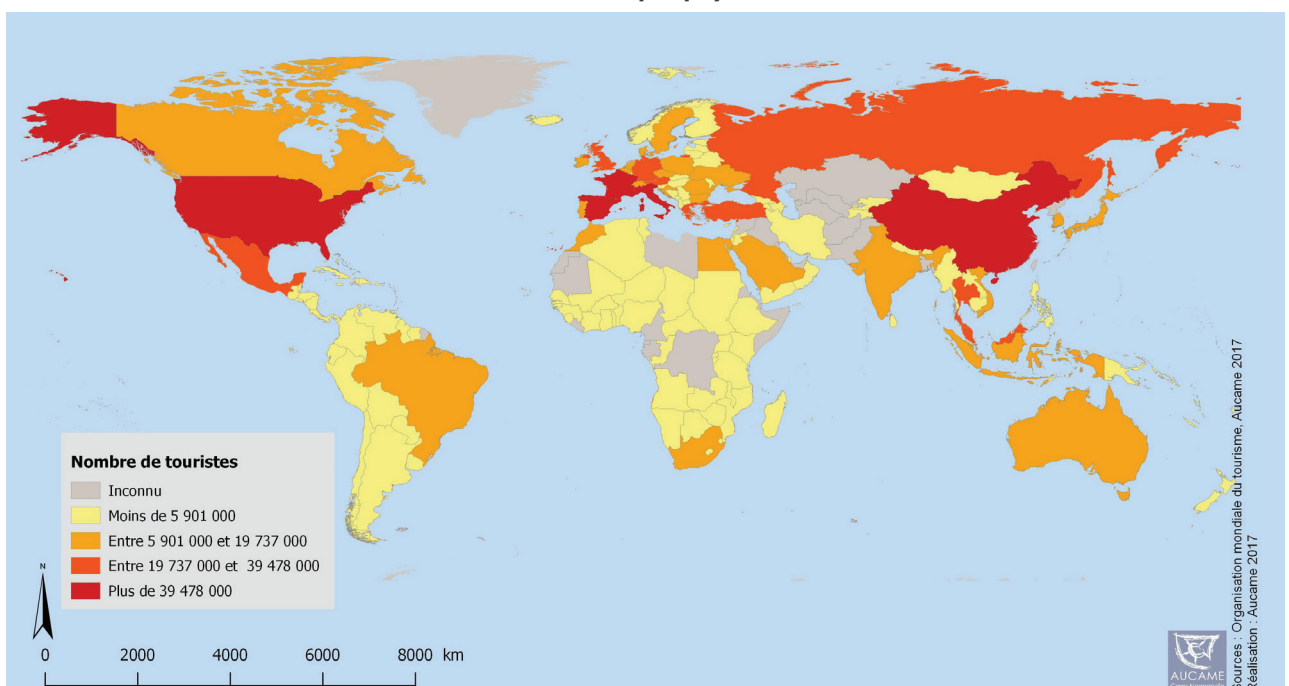 Nombre de touristes
Inconnu
Moins de 5 901 000
Entre 5 901 000 et 19 737 000
Entre 19 737 000 et 39 478 000
Plus de 39 478 000
N
0 2000 4000 6000 8000 km
Sources : Organisation mondiale du tourisme, Aucame 2017
Réalisation : Aucame 2017
AUCAME